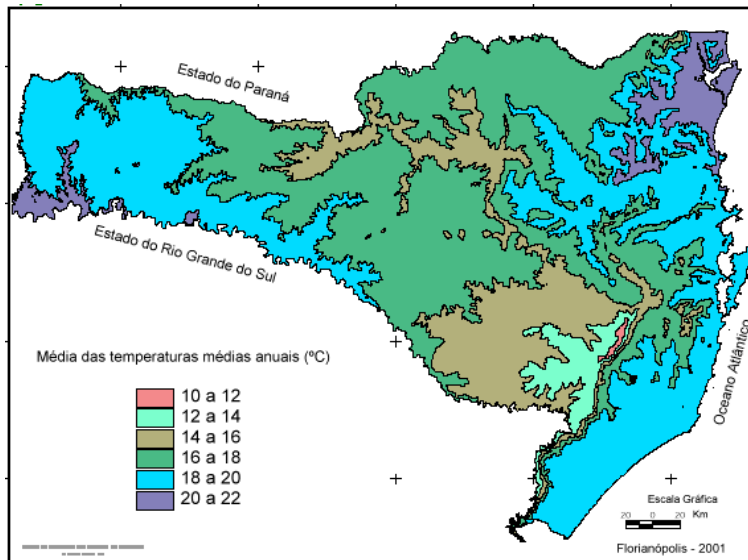 Estado do Paraná
Estado do Rio Grande do Sul
Oceano Atlântico
Média das temperaturas médias anuais (ºC)
10 a 12
12 a 14
14 a 16
16 a 18
18 a 20
20 a 22
Escala Gráfica
20 0 20 Km
Florianópolis - 2001